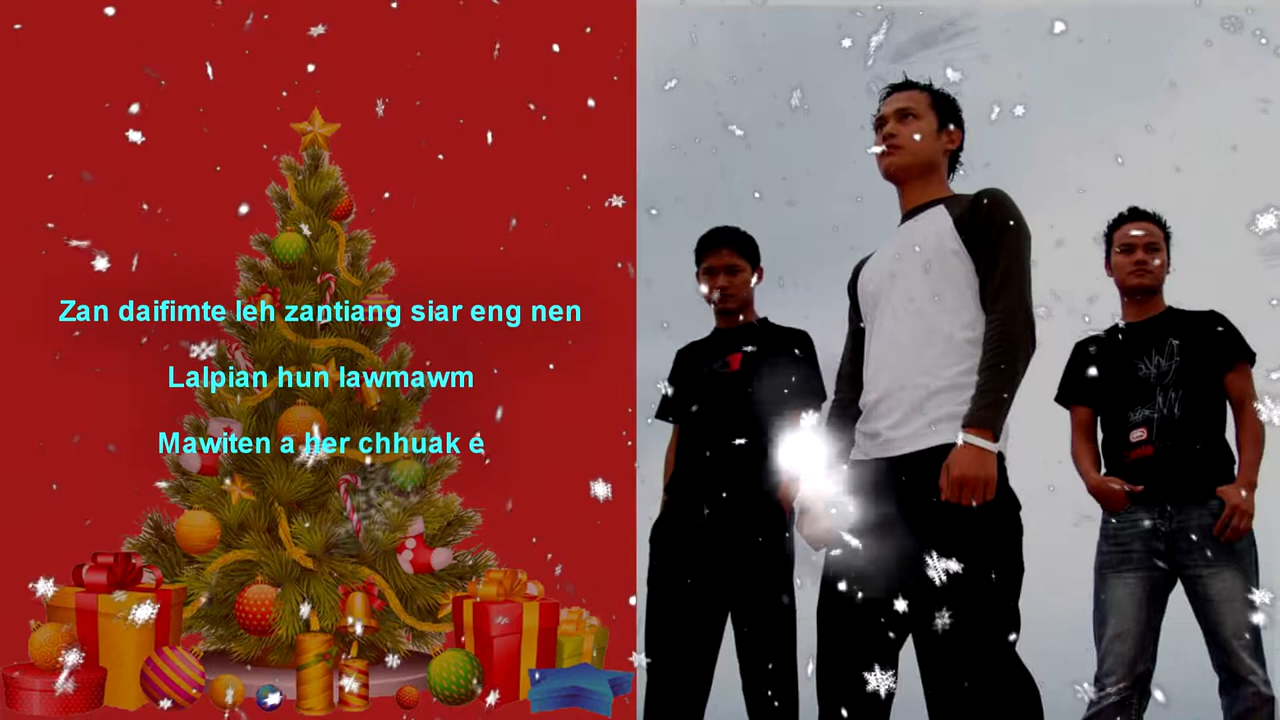 Zan daifimte leh zantiang siar eng nen
Lalpian hun lawmawm
Mawiten a her chhuak e